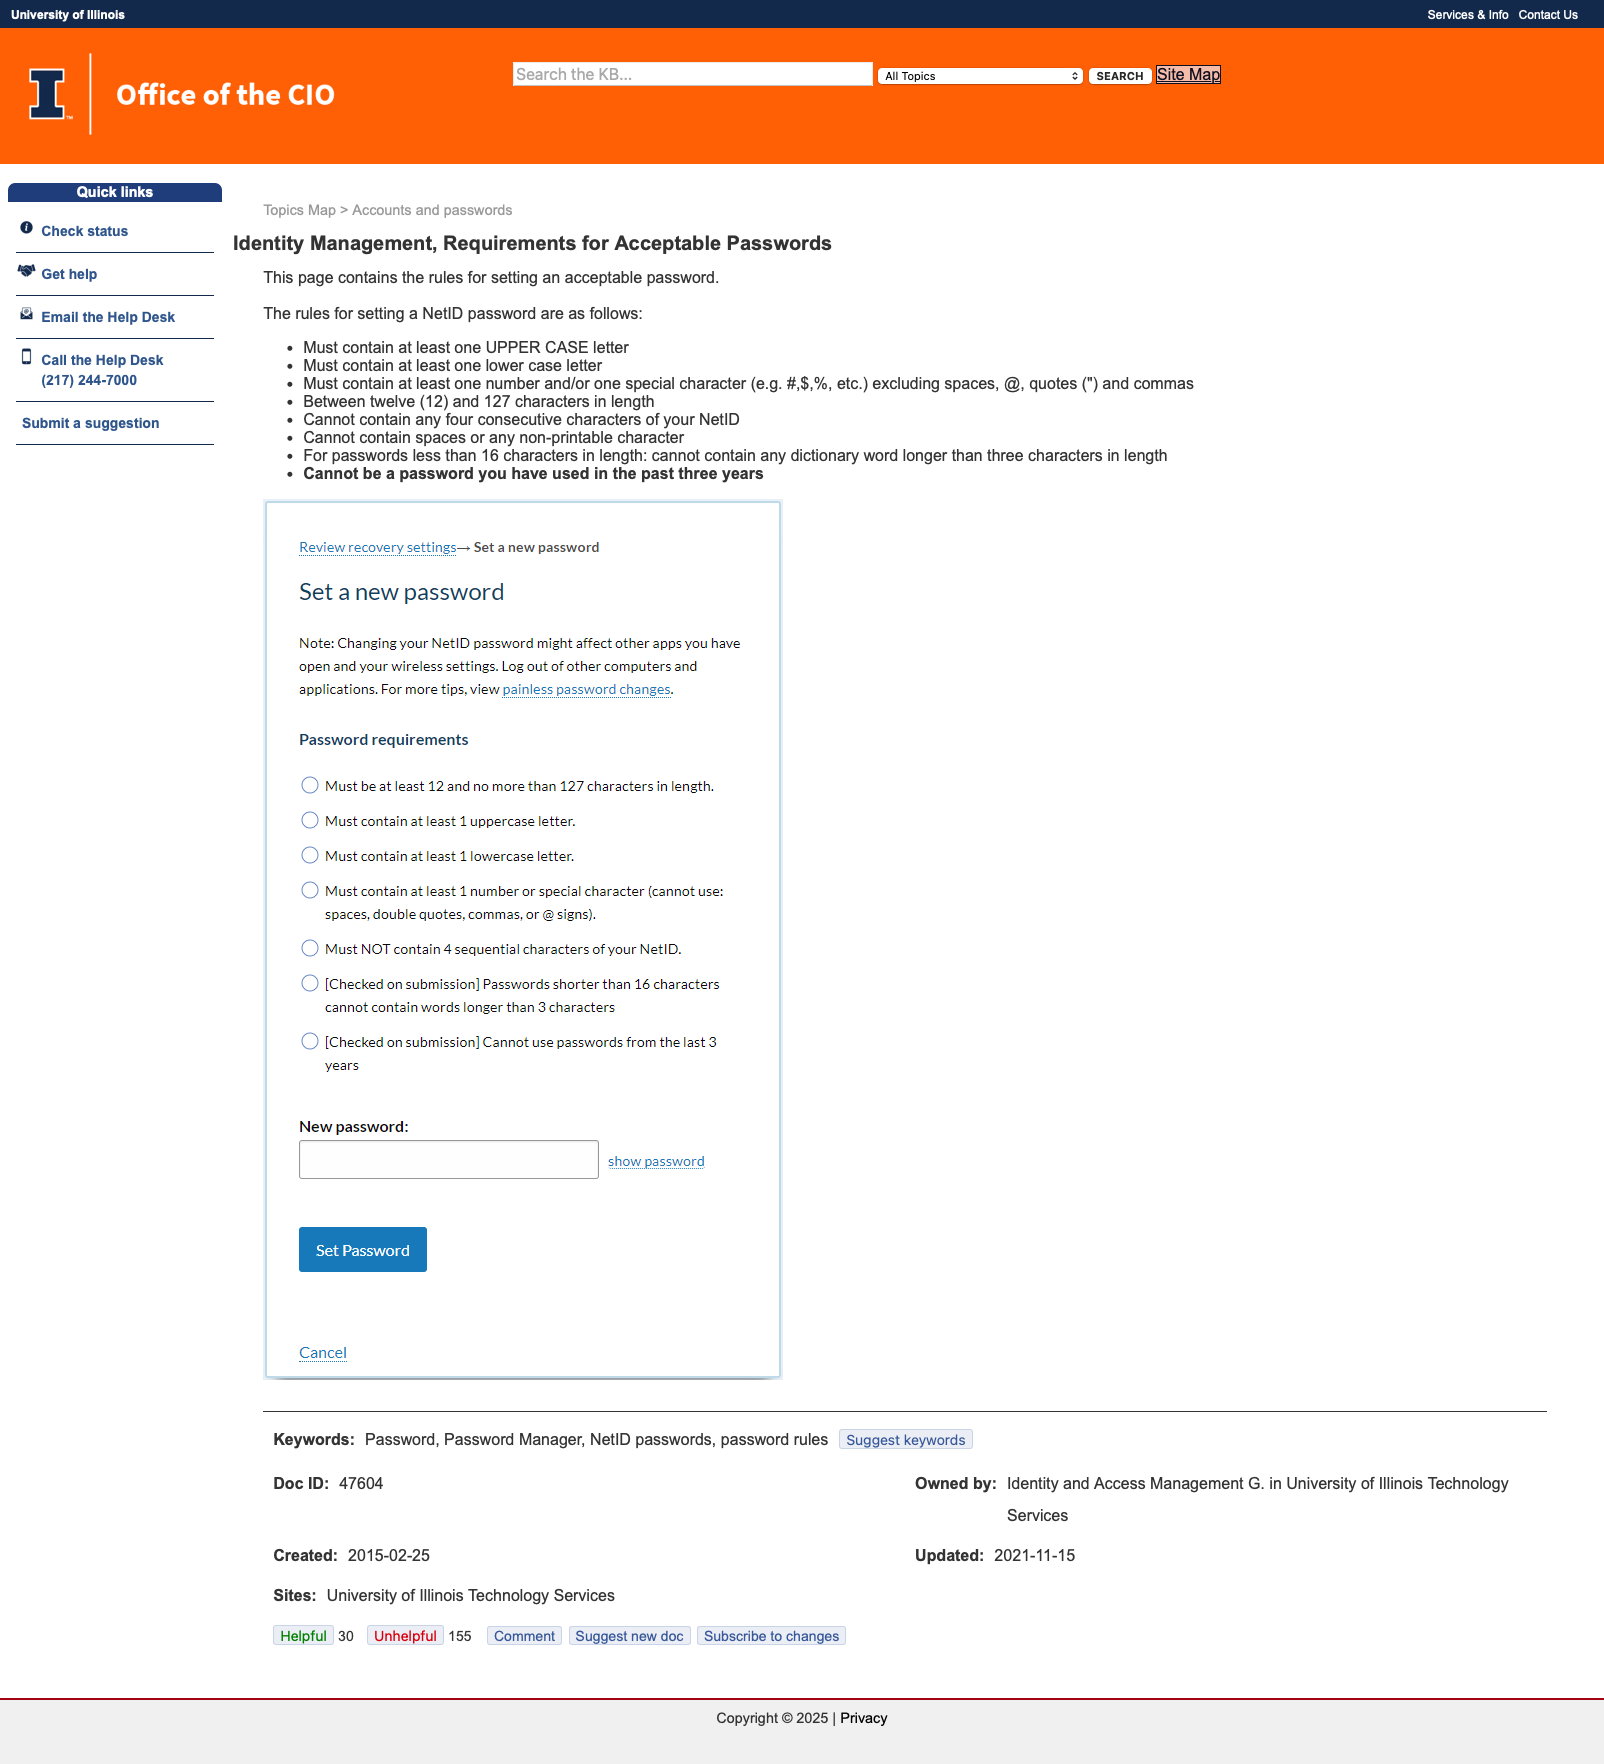 University of Illinois
Services & Info Contact Us
I ™
Office of the CIO
Search the KB...
All Topics
SEARCH
Site Map
Quick links
Check status
Get help
Email the Help Desk
Call the Help Desk
(217) 244-7000
Submit a suggestion
Topics Map > Accounts and passwords
Identity Management, Requirements for Acceptable Passwords
This page contains the rules for setting an acceptable password.
The rules for setting a NetID password are as follows:
• Must contain at least one UPPER CASE letter
• Must contain at least one lower case letter
• Must contain at least one number and/or one special character (e.g. #,$,%, etc.) excluding spaces, @, quotes (") and commas
• Between twelve (12) and 127 characters in length
• Cannot contain any four consecutive characters of your NetID
• Cannot contain spaces or any non-printable character
• For passwords less than 16 characters in length: cannot contain any dictionary word longer than three characters in length
• Cannot be a password you have used in the past three years
Review recovery settings→ Set a new password
Set a new password
Note: Changing your NetID password might affect other apps you have
open and your wireless settings. Log out of other computers and
applications. For more tips, view painless password changes.
Password requirements
Must be at least 12 and no more than 127 characters in length.
Must contain at least 1 uppercase letter.
Must contain at least 1 lowercase letter.
Must contain at least 1 number or special character (cannot use:
spaces, double quotes, commas, or @ signs).
Must NOT contain 4 sequential characters of your NetID.
[Checked on submission] Passwords shorter than 16 characters
cannot contain words longer than 3 characters
[Checked on submission] Cannot use passwords from the last 3
years
New password:
show password
Set Password
Cancel
Keywords: Password, Password Manager, NetID passwords, password rules Suggest keywords
Doc ID: 47604
Owned by: Identity and Access Management G. in University of Illinois Technology
Services
Created: 2015-02-25
Updated: 2021-11-15
Sites: University of Illinois Technology Services
Helpful 30 Unhelpful 155 Comment Suggest new doc Subscribe to changes
Copyright © 2025 | Privacy